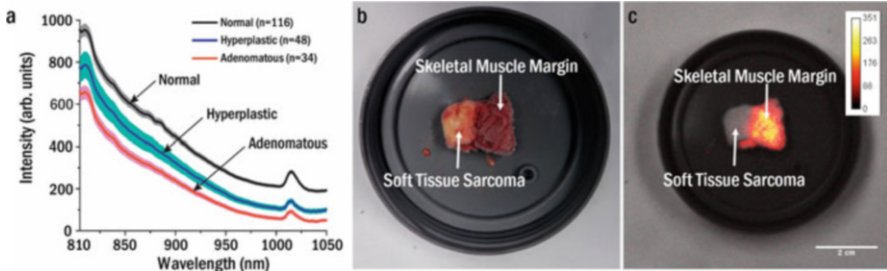 a
Normal (n=116)
Hyperplastic (n=48)
Adenomatous (n=34)
Normal
Hyperplastic
Adenomatous
Intensity (arb. units)
1000
800
600
400
200
0
810
850
900
950
1000
1050
Wavelength (nm)
b
Skeletal Muscle Margin
Soft Tissue Sarcoma
c
351
263
176
88
0
Skeletal Muscle Margin
Soft Tissue Sarcoma
2 cm